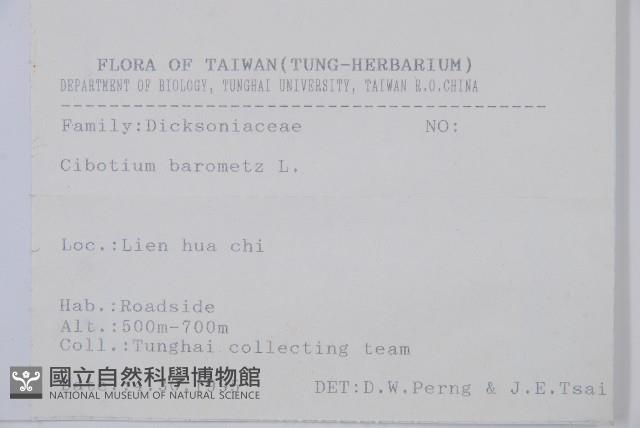 FLORA OF TAIWAN(TUNG-HERBARIUM)
DEPARTMENT OF BIOLOGY, TUNGHAI UNIVERSITY, TAIWAN R.O.CHINA
Family:Dicksoniaceae NO:
Cibotium barometz L.
Loc.:Lien hua chi
Hab.:Roadside
Alt.:500m-700m
Coll.:Tunghai collecting team
DET:D.W.Perng & J.E.Tsai
國立自然科學博物館
NATIONAL MUSEUM OF NATURAL SCIENCE